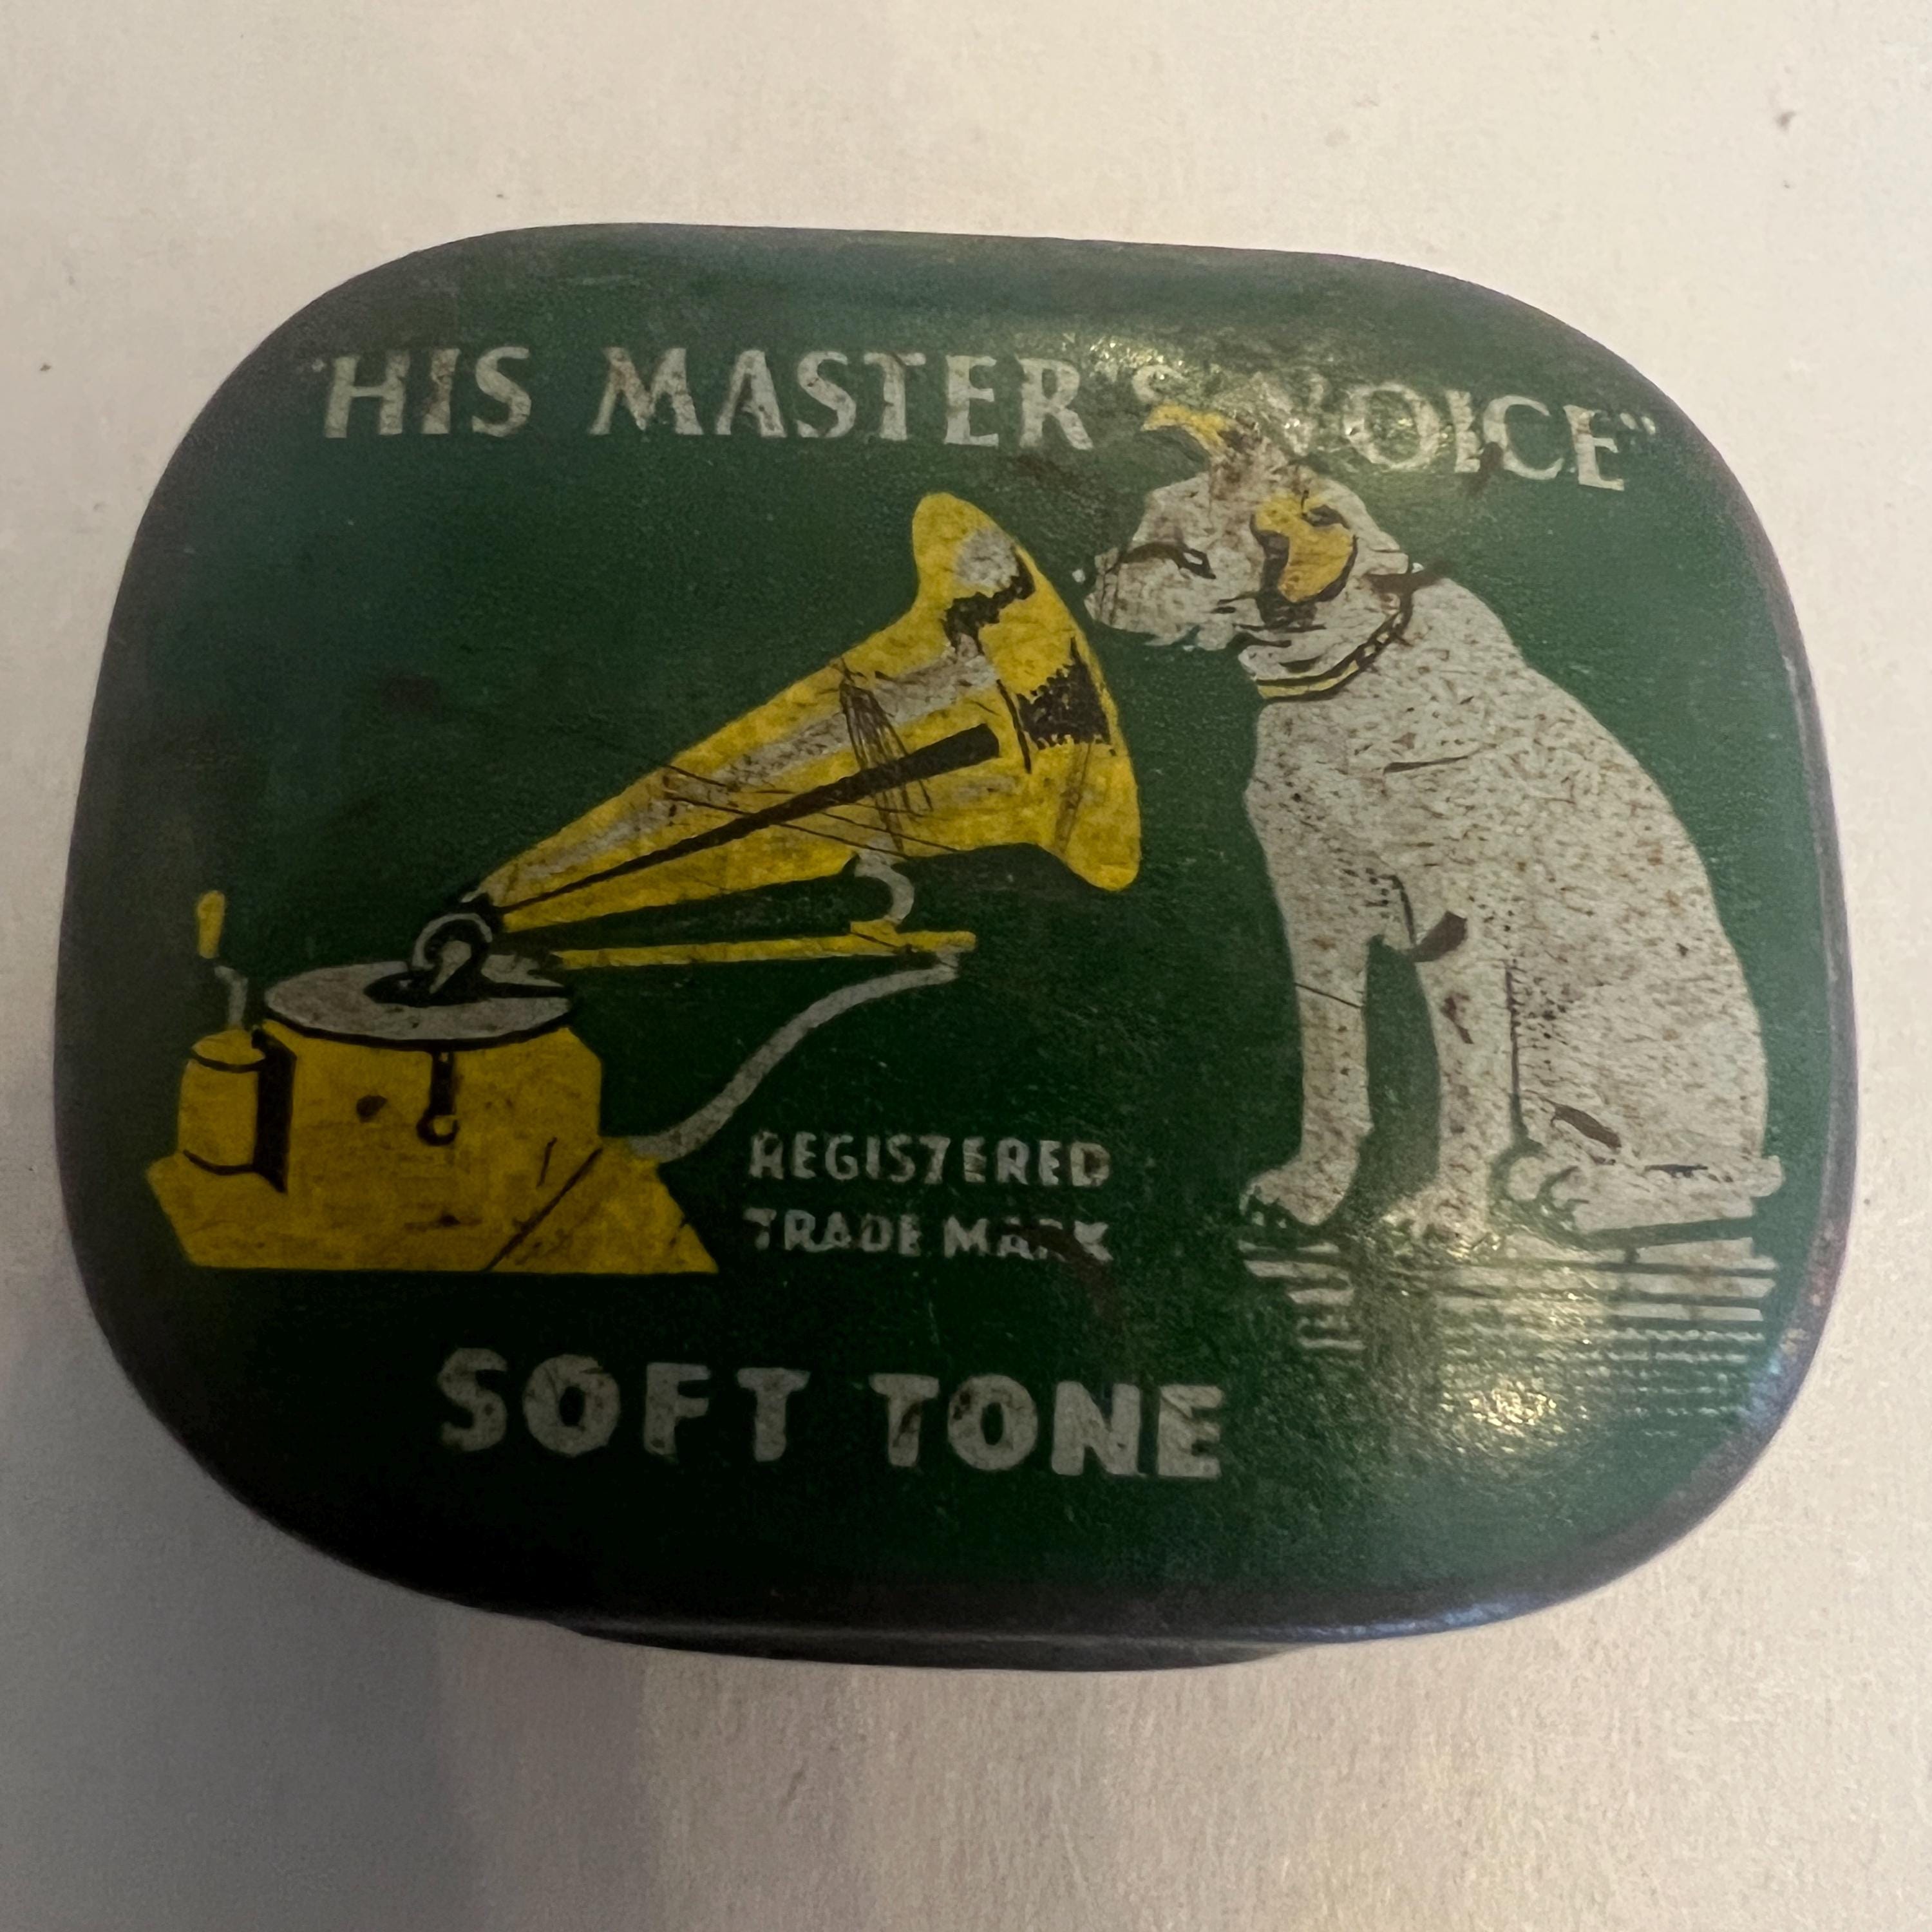 "HIS MASTER'S VOICE"
REGISTERED
TRADE MARK
SOFT TONE